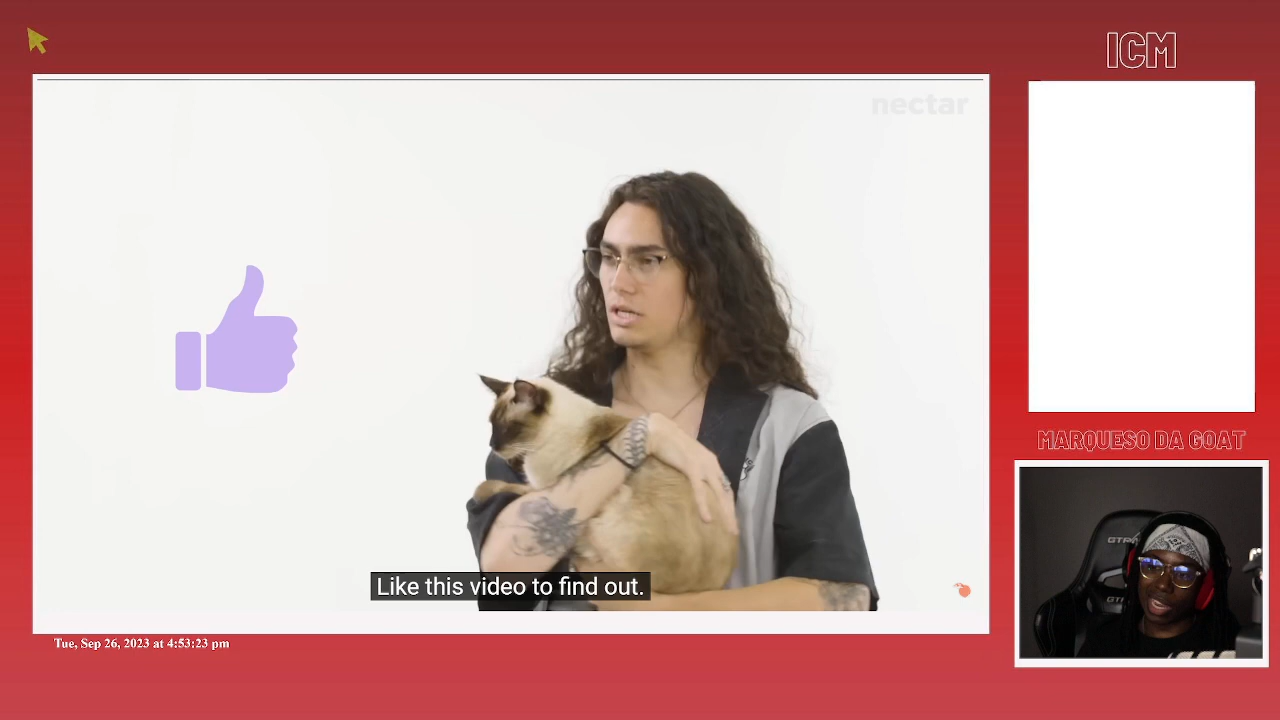 ICM
nectar
Like this video to find out.
MARQUESO DA GOAT
Tue, Sep 26, 2023 at 4:53:23 pm